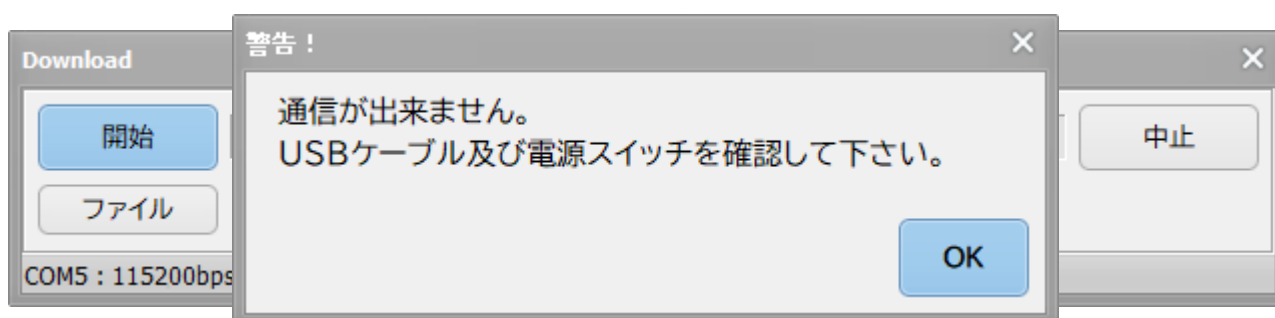 Download
警告！
通信が出来ません。
USBケーブル及び電源スイッチを確認して下さい。
OK
開始
中止
ファイル
COM5 : 115200bps